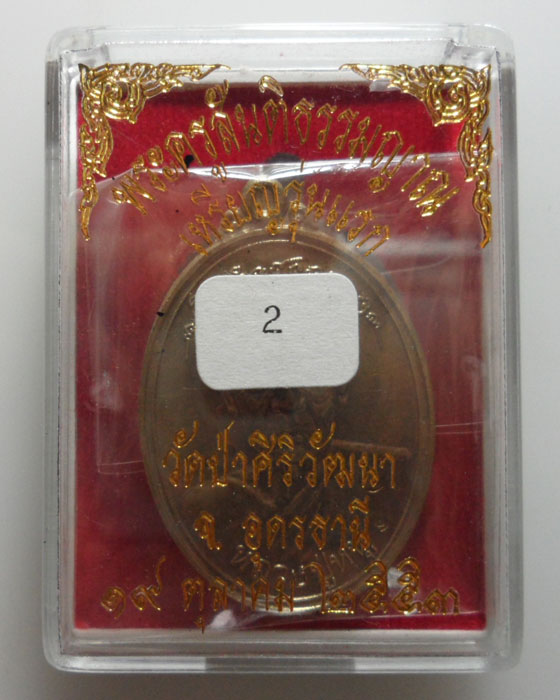 พระครูสันติธรรมญาณ
เหรียญรุ่นแรก
2
วัดป่าศิริวัฒนา
จ. อุดรธานี
๑๙ ตุลาคม ๒๕๕๓